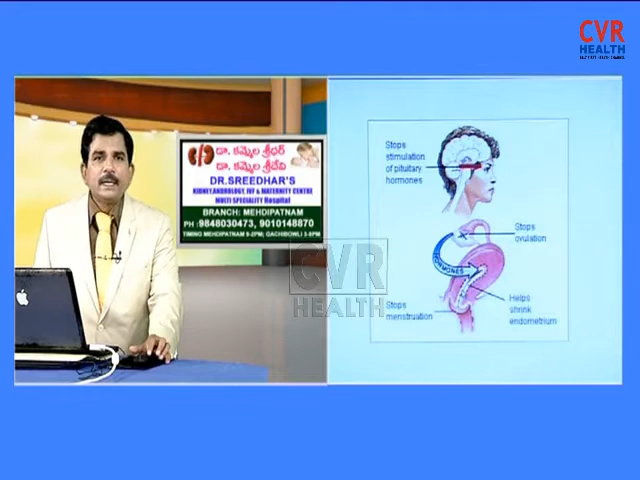 CVR
HEALTH
డా. కమ్మెల శ్రీధర్
డా. కమ్మెల శ్రీదేవి
DR.SREEDHAR'S
KIDNEY,ANDROLOGY, IVF & MATERNITY CENTRE
MULTI SPECIALITY Hospital
BRANCH: MEHDIPATNAM
PH :9848030473, 9010148870
TIMING MEHDIPATNAM 9-2PM; GACHIBOWLI 3-8PM
Stops
stimulation
of pituitary
hormones
Stops
ovulation
HORMONES
Stops
menstruation
Helps
shrink
endometrium
CVR
HEALTH